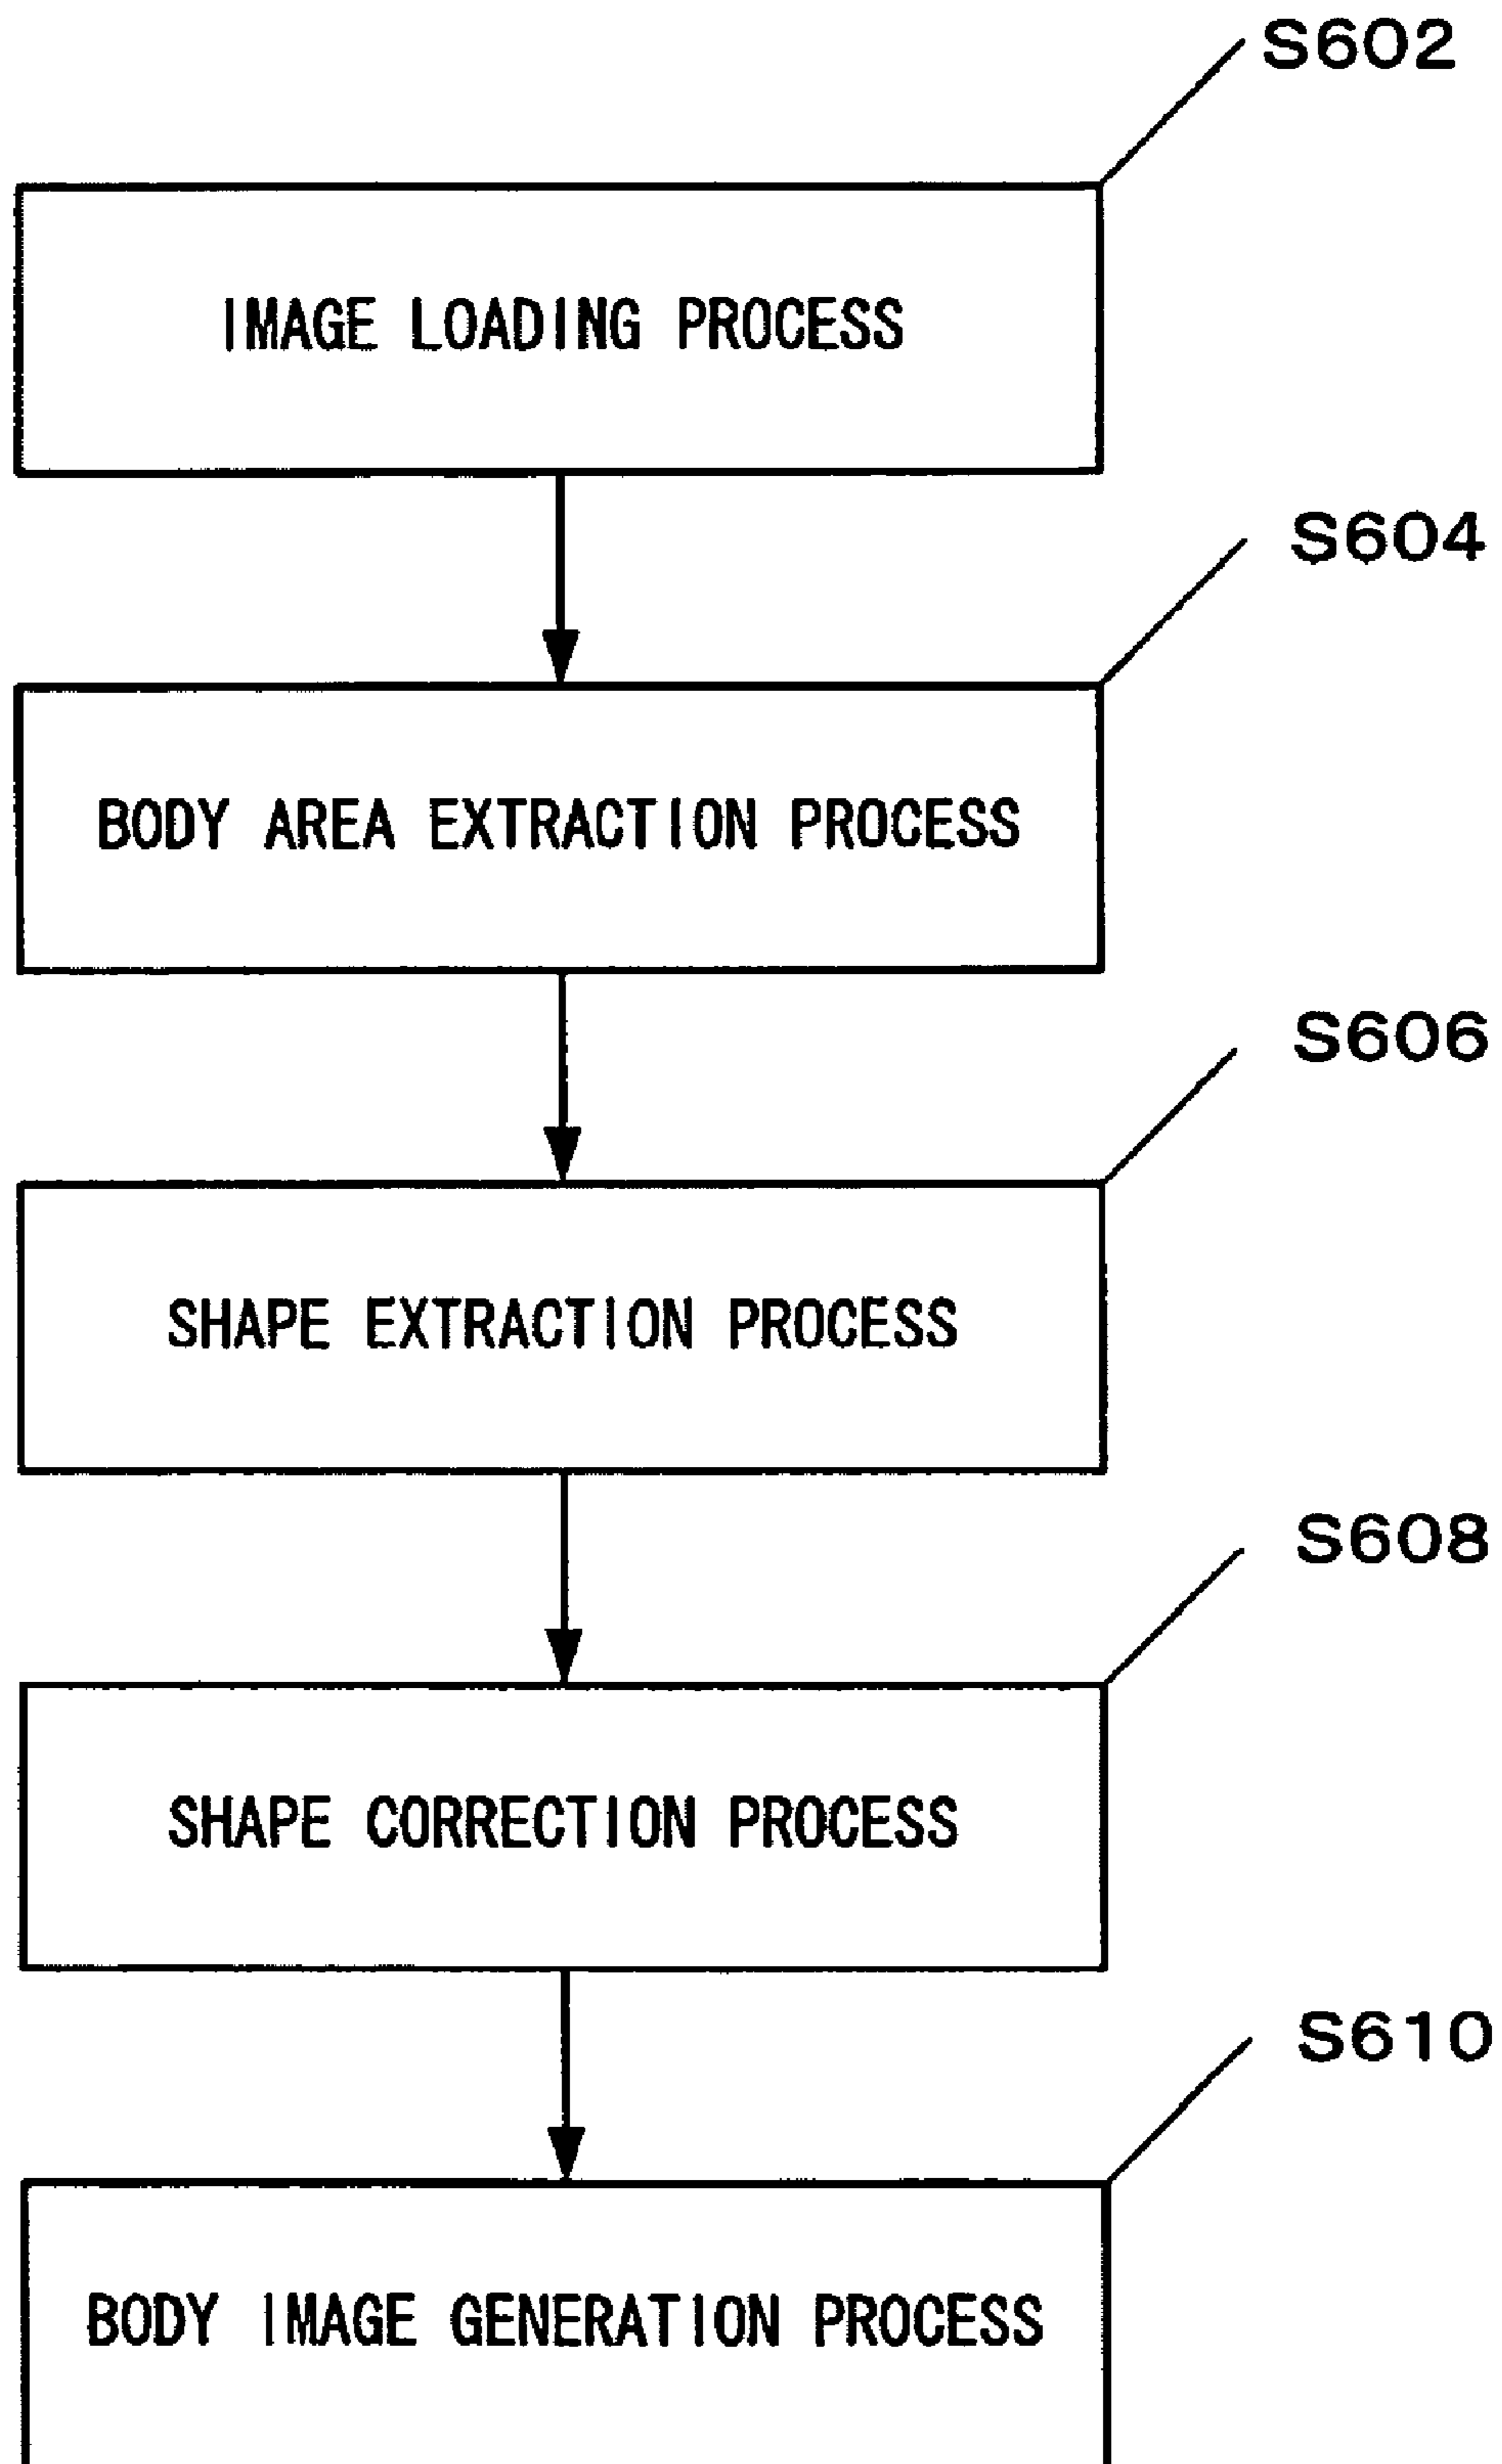 S602
IMAGE LOADING PROCESS
S604
BODY AREA EXTRACTION PROCESS
S606
SHAPE EXTRACTION PROCESS
S608
SHAPE CORRECTION PROCESS
S610
BODY IMAGE GENERATION PROCESS